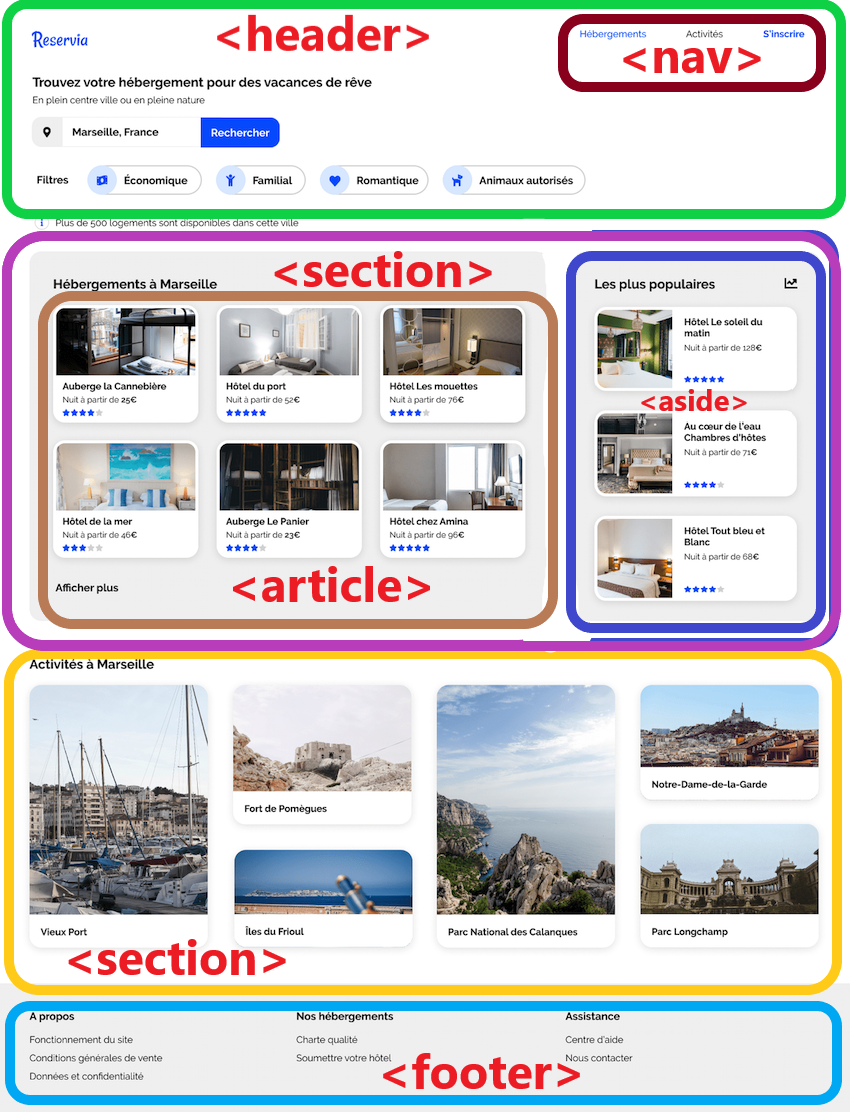 Reservia
<header>
Hébergements
Activités
S'inscrire
<nav>
Trouvez votre hébergement pour des vacances de rêve
En plein centre ville ou en pleine nature
Marseille, France
Rechercher
Filtres
Économique
Familial
Romantique
Animaux autorisés
Plus de 500 logements sont disponibles dans cette ville
<section>
Hébergements à Marseille
Auberge la Cannebière
Nuit à partir de 25€
Hôtel du port
Nuit à partir de 52€
Hôtel Les mouettes
Nuit à partir de 76€
Hôtel de la mer
Nuit à partir de 46€
Auberge Le Panier
Nuit à partir de 23€
Hôtel chez Amina
Nuit à partir de 96€
Afficher plus
<article>
Les plus populaires
Hôtel Le soleil du
matin
Nuit à partir de 128€
<aside>
Au cœur de l'eau
Chambres d'hôtes
Nuit à partir de 71€
Hôtel Tout bleu et
Blanc
Nuit à partir de 68€
Activités à Marseille
Vieux Port
Fort de Pomègues
Îles du Frioul
Parc National des Calanques
Notre-Dame-de-la-Garde
Parc Longchamp
<section>
A propos
Fonctionnement du site
Conditions générales de vente
Données et confidentialité
Nos hébergements
Charte qualité
Soumettre votre hôtel
Assistance
Centre d'aide
Nous contacter
<footer>